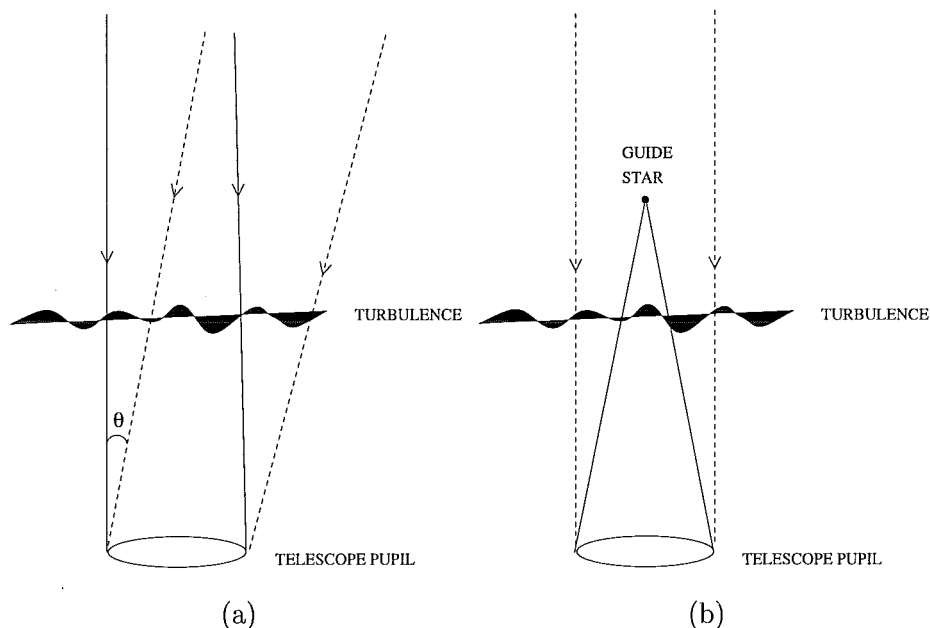 GUIDE
STAR
TURBULENCE
TURBULENCE
θ
TELESCOPE PUPIL
TELESCOPE PUPIL
(a)
(b)